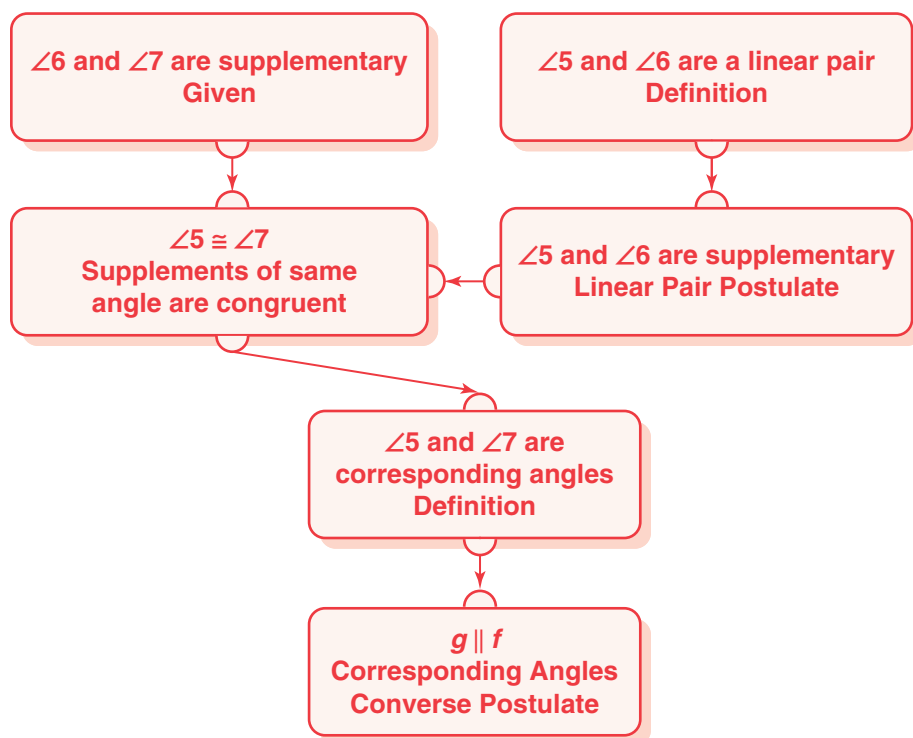 ∠6 and ∠7 are supplementary
Given
∠5 and ∠6 are a linear pair
Definition
∠5 ≅ ∠7
Supplements of same
angle are congruent
∠5 and ∠6 are supplementary
Linear Pair Postulate
∠5 and ∠7 are
corresponding angles
Definition
g ∥ f
Corresponding Angles
Converse Postulate